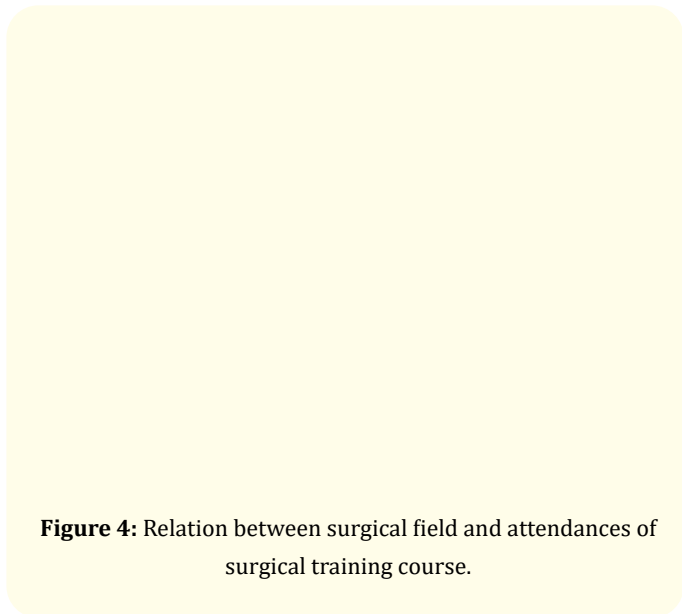 Figure 4: Relation between surgical field and attendances of
surgical training course.